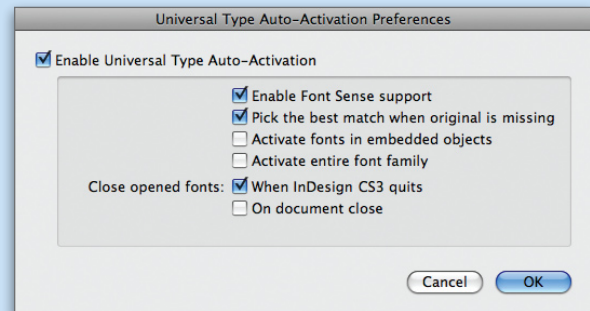 Universal Type Auto-Activation Preferences
Enable Universal Type Auto-Activation
Enable Font Sense support
Pick the best match when original is missing
Activate fonts in embedded objects
Activate entire font family
Close opened fonts: When InDesign CS3 quits
On document close
Cancel OK